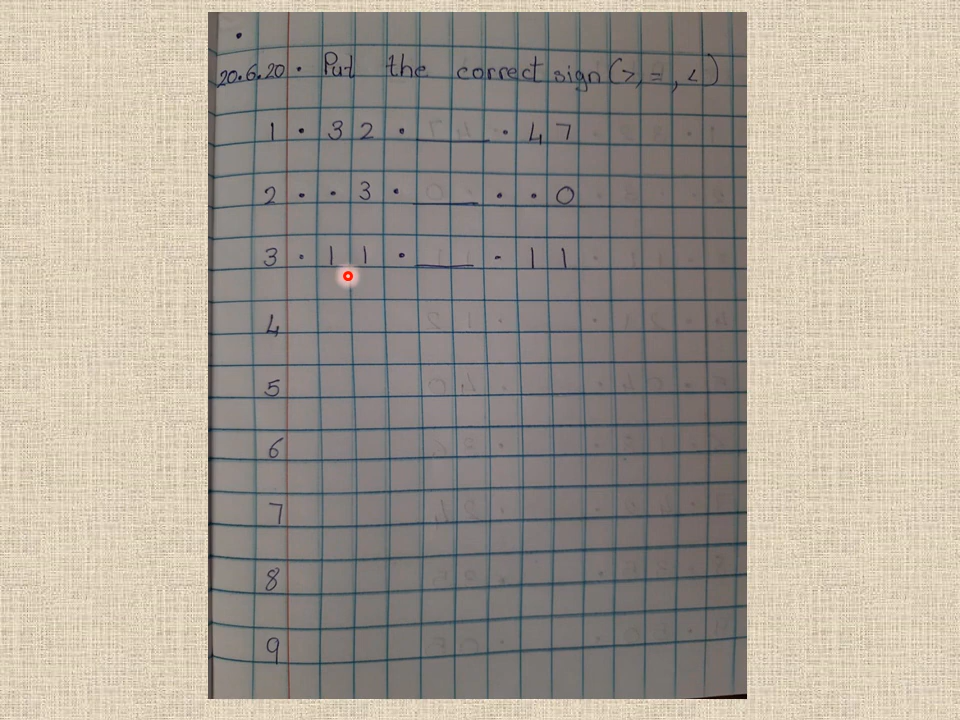 .
20.6.20 . Put the correct sign (>, =, <)
1 . 32 . ___ . 47
2 . . 3 . ___ . . 0
3 . 11 . ___ . 11
4
5
6
7
8
9